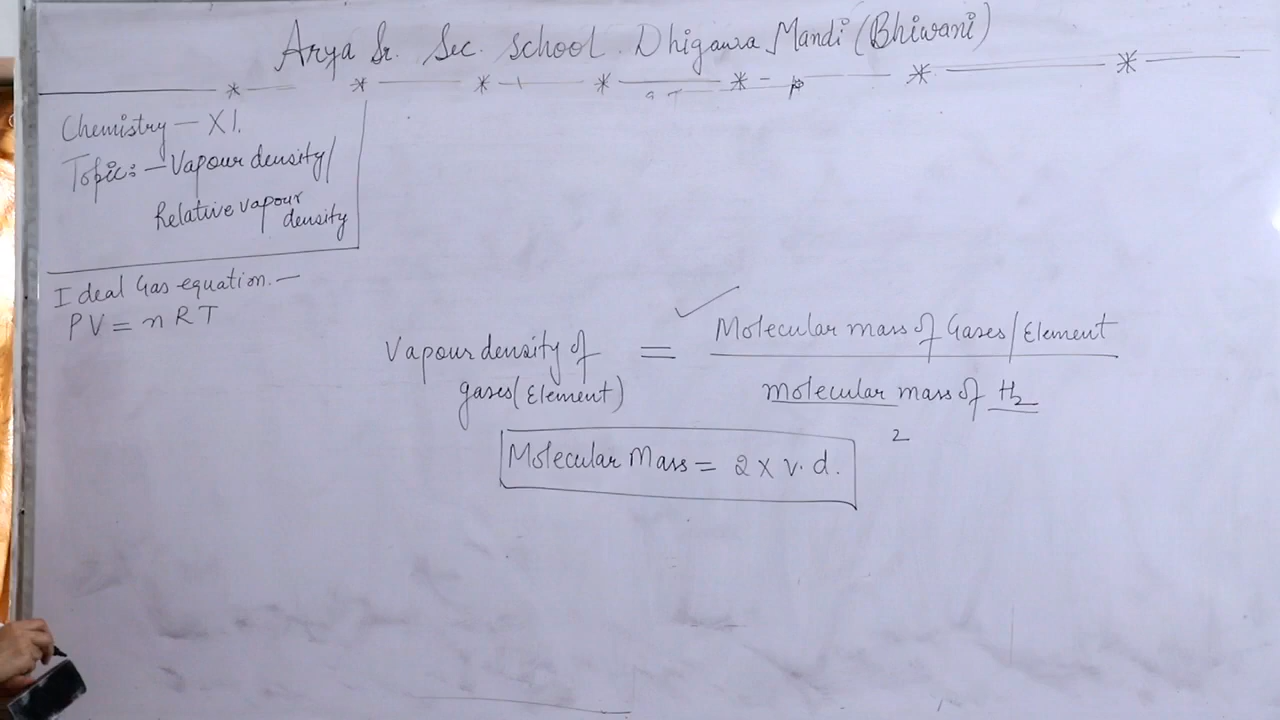 Arya Sr. Sec. School. Dhigawa Mandi (Bhiwani)
Chemistry — XI.
Topic:- Vapour density/
Relative vapour
density
Ideal Gas equation.—
PV = nRT
Vapour density of
gases(Element)
=
Molecular mass of Gases/Element
molecular mass of H₂
2
Molecular Mass = 2 x v.d.